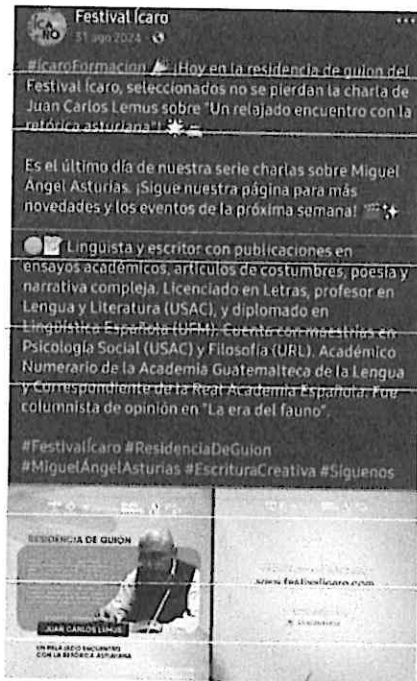 Festival Ícaro
31 ago 2024
#IcaroFormacion ¡Hoy en la residencia de guion del
Festival Ícaro, seleccionados no se pierdan la charla de
Juan Carlos Lemus sobre "Un relajado encuentro con la
retórica asturiana"!
Es el último día de nuestra serie charlas sobre Miguel
Ángel Asturias. ¡Sigue nuestra página para más
novedades y los eventos de la próxima semana!
Linguista y escritor con publicaciones en
ensayos académicos, artículos de costumbres, poesía y
narrativa compleja. Licenciado en Letras, profesor en
Lengua y Literatura (USAC), y diplomado en
Lingüística Española (UFM). Cuenta con maestrías en
Psicología Social (USAC) y Filosofía (URL). Académico
Numerario de la Academia Guatemalteca de la Lengua
y Correspondiente de la Real Academia Española. Fue
columnista de opinión en "La era del fauno".
#FestivalÍcaro #ResidenciaDeGuion
#MiguelÁngelAsturias #EscrituraCreativa #Síguenos
RESIDENCIA DE GUIÓN
JUAN CARLOS LEMUS
UN RELAJADO ENCUENTRO
CON LA RETÓRICA ASTURIANA
www.festivalicaro.com